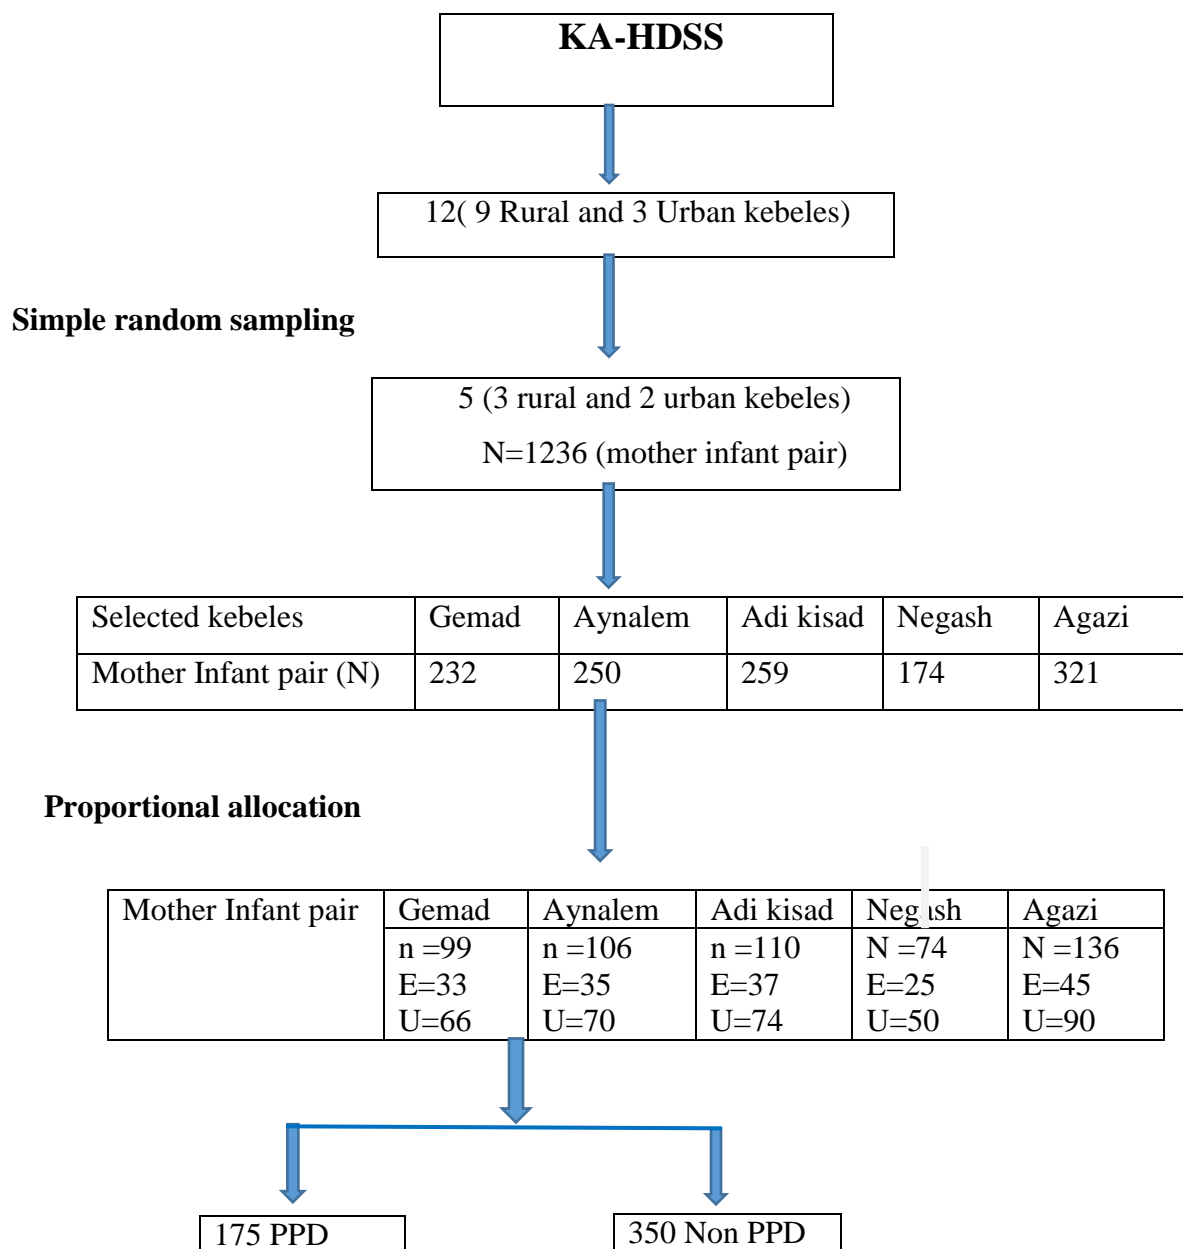 KA-HDSS
12( 9 Rural and 3 Urban kebeles)
Simple random sampling
5 (3 rural and 2 urban kebeles)
N=1236 (mother infant pair)
Selected kebeles Gemad Aynalem Adi kisad Negash Agazi
Mother Infant pair (N) 232 250 259 174 321
Proportional allocation
Mother Infant pair Gemad Aynalem Adi kisad Negash Agazi
n =99 n =106 n =110 N =74 N =136
E=33 E=35 E=37 E=25 E=45
U=66 U=70 U=74 U=50 U=90
175 PPD 350 Non PPD